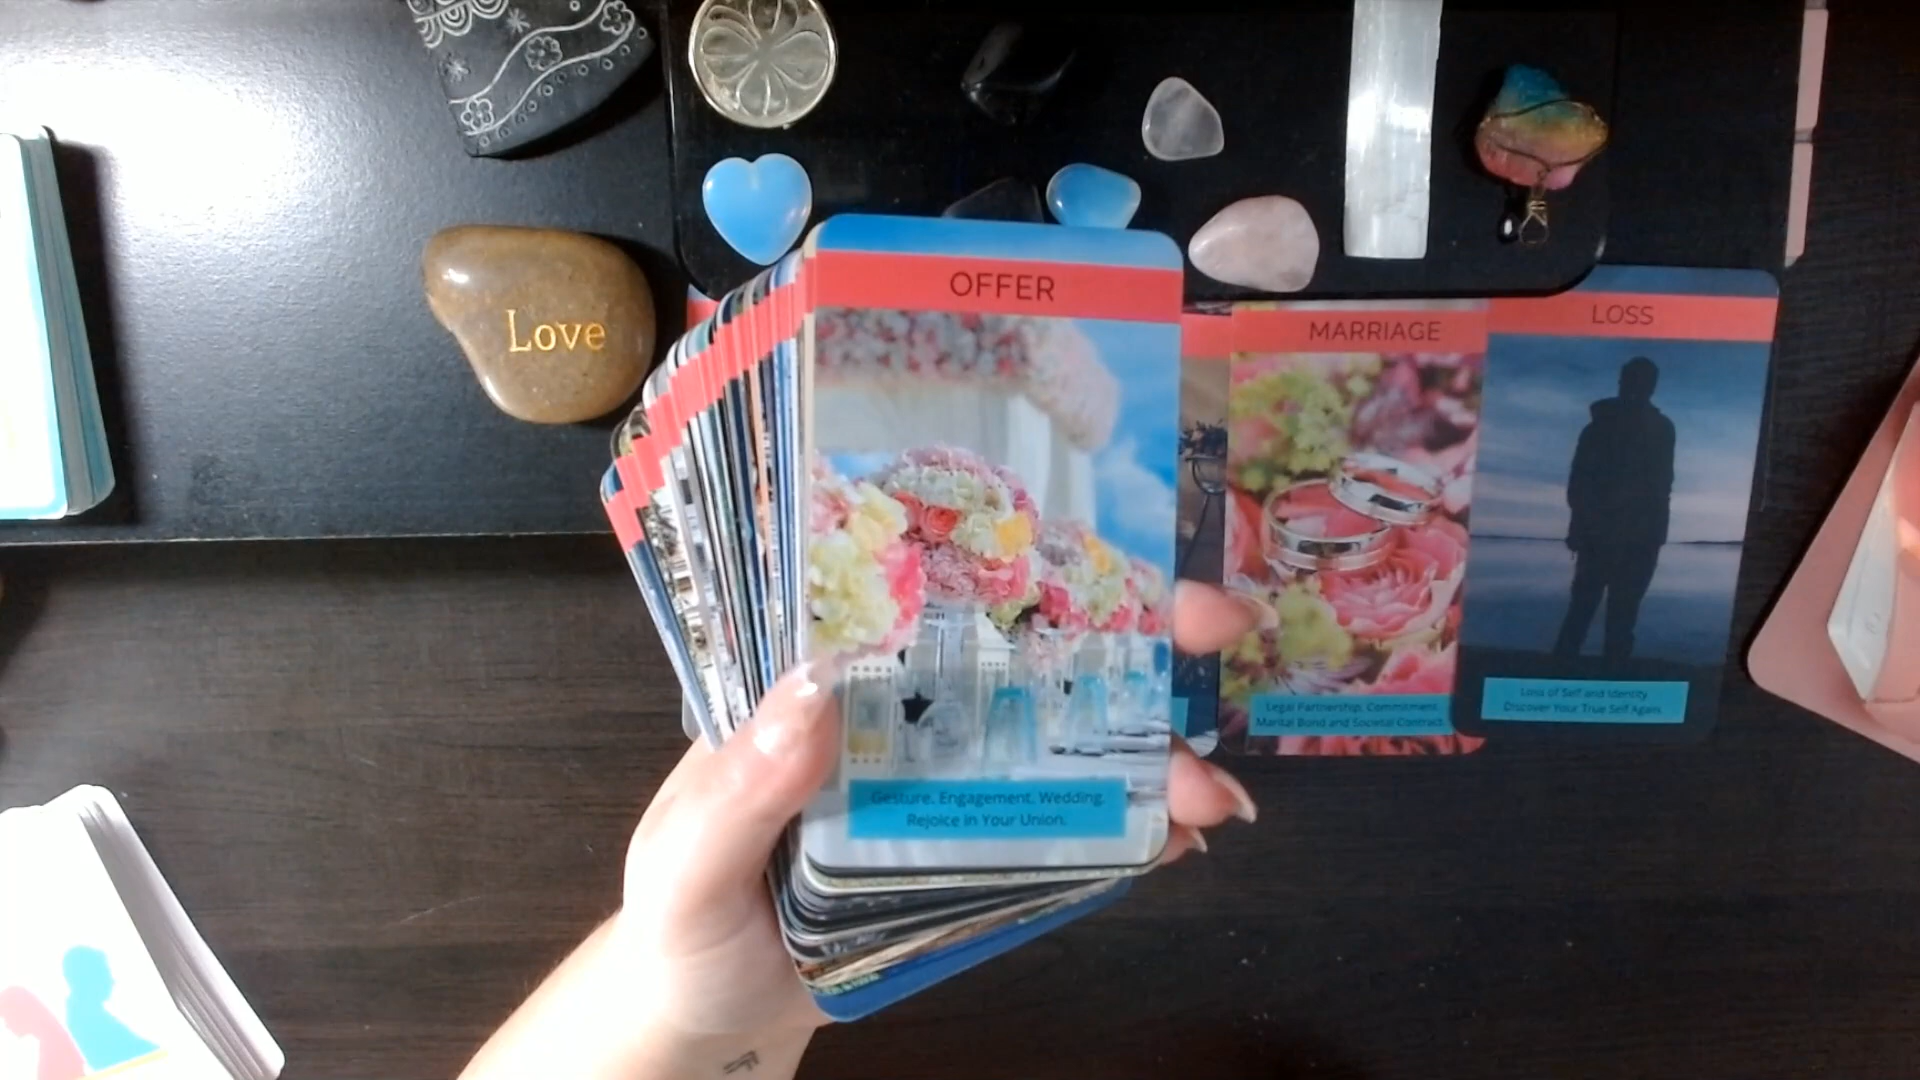 Love
OFFER
Gesture. Engagement. Wedding.
Rejoice in Your Union.
MARRIAGE
Legal Partnership. Commitment.
Marital Bond and Societal Contract.
LOSS
Loss of Self and Identity.
Discover Your True Self Again.